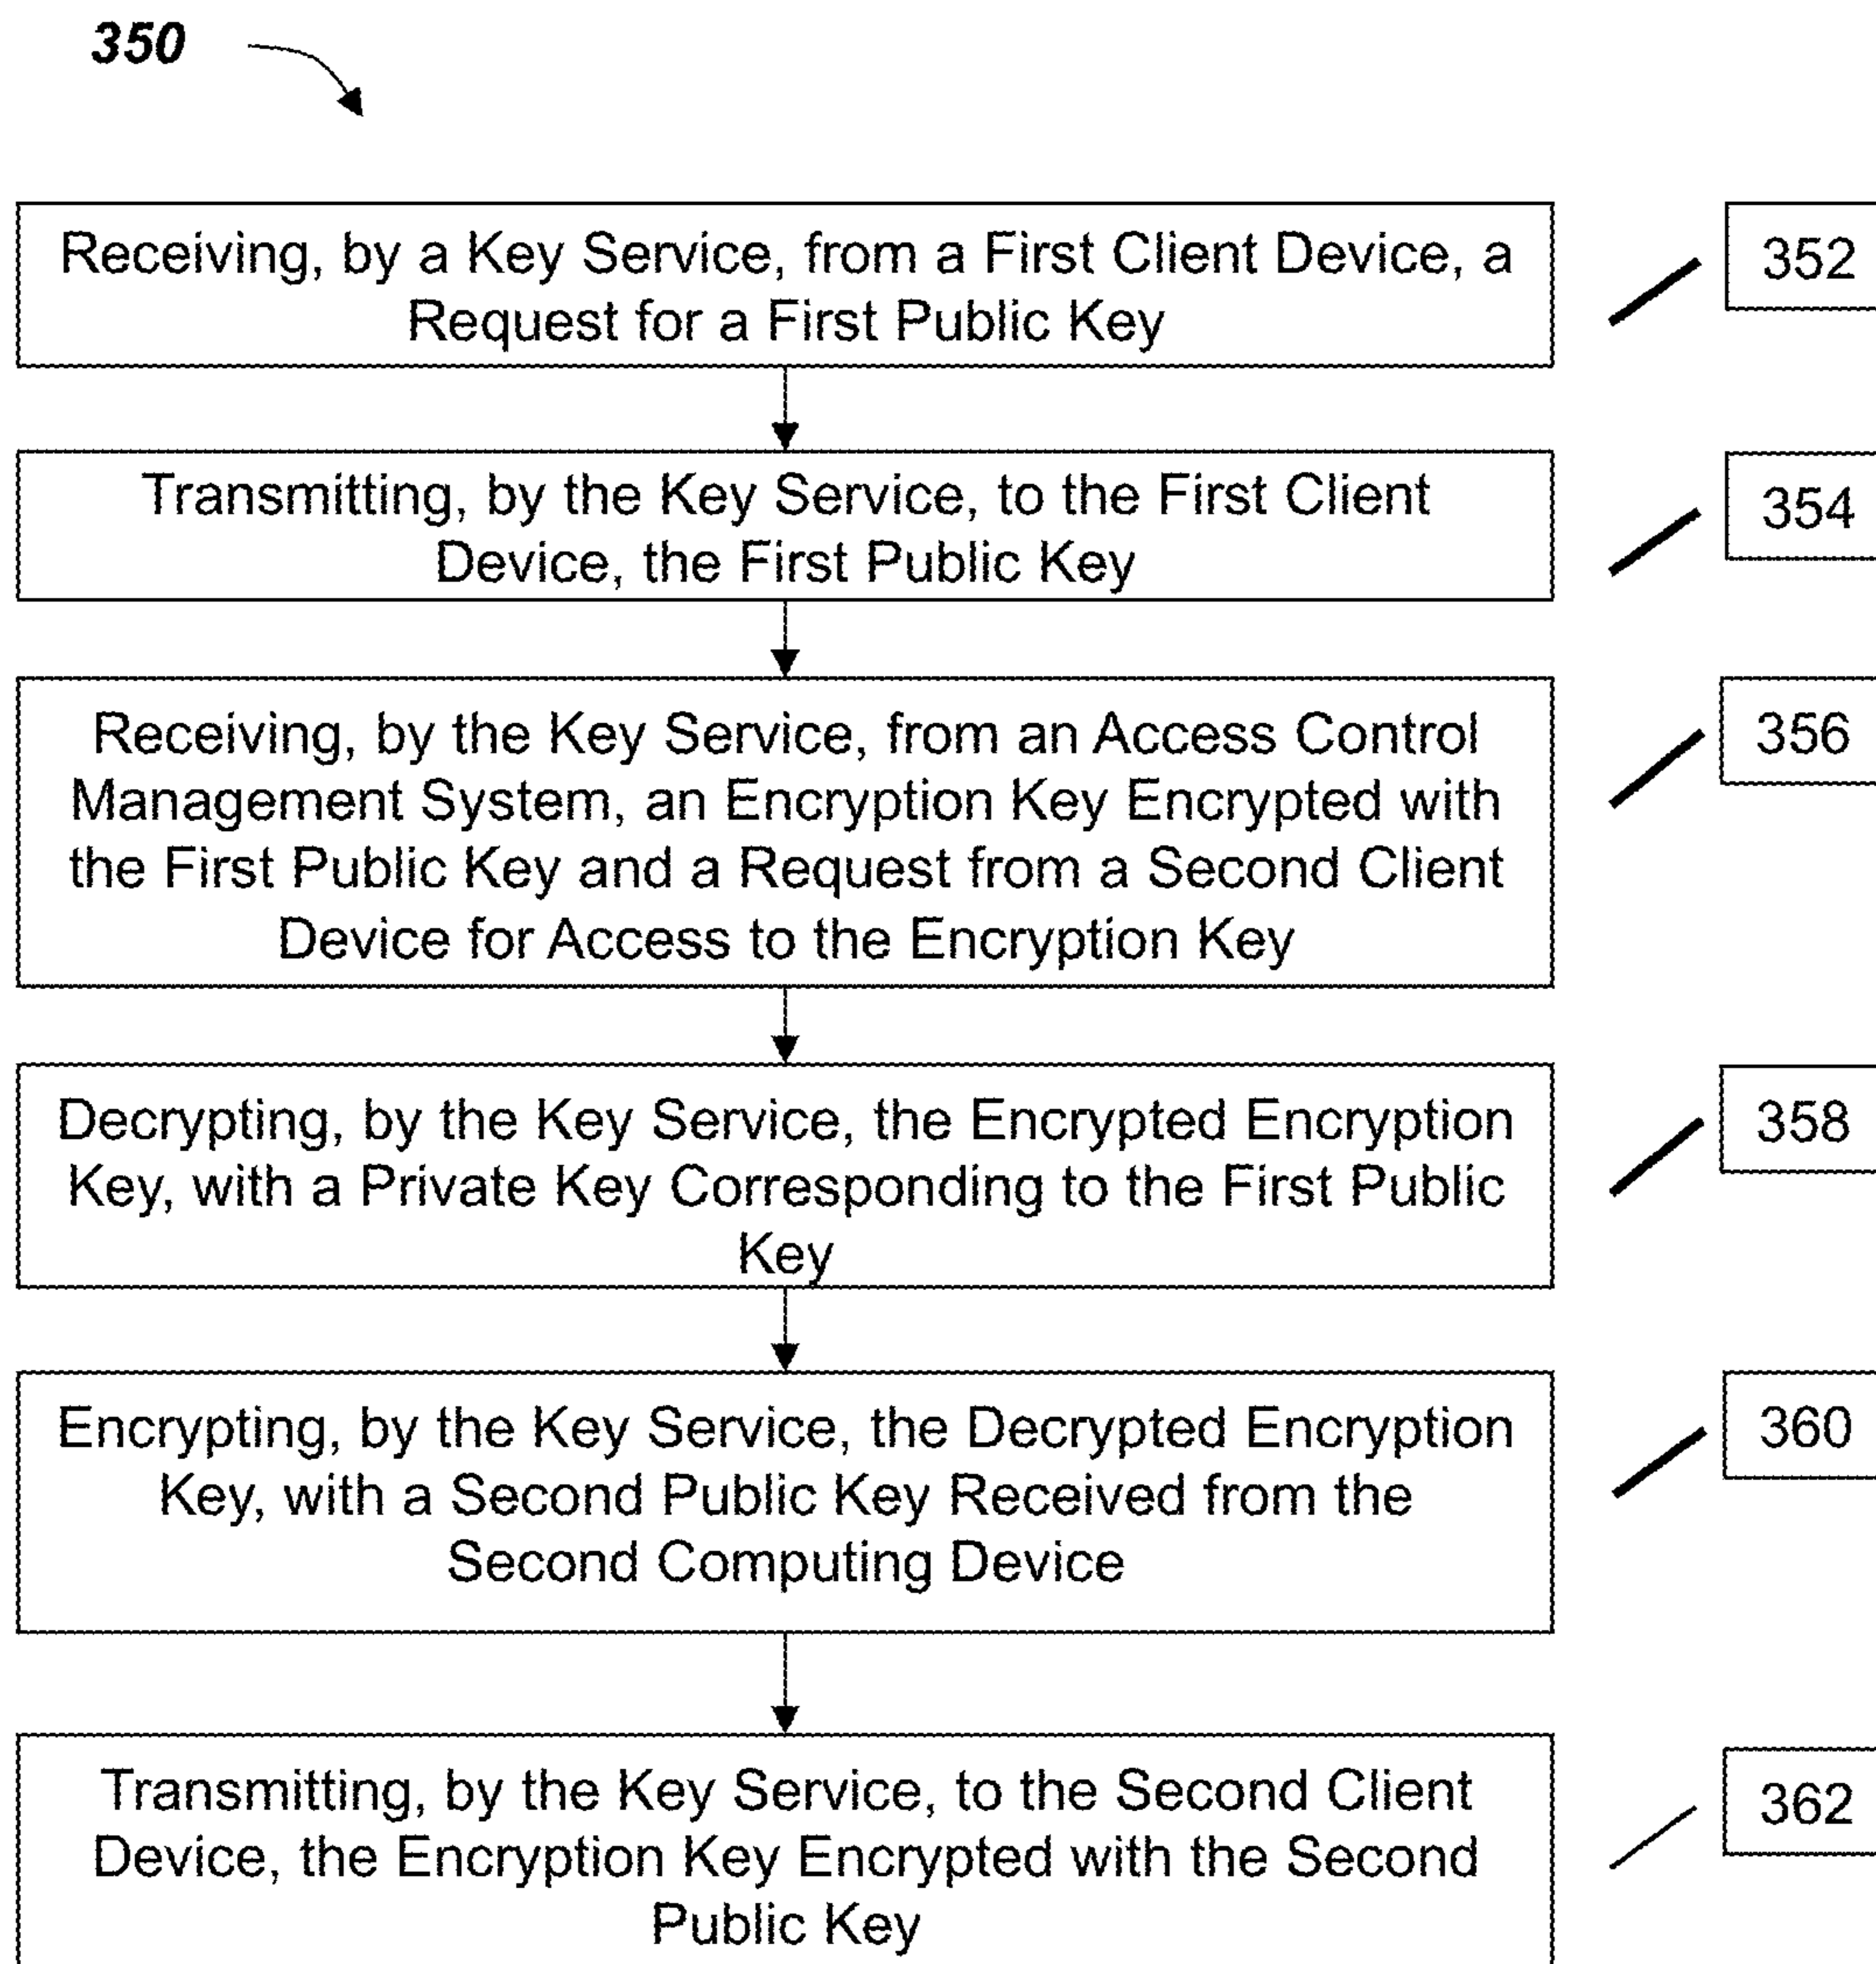 350
Receiving, by a Key Service, from a First Client Device, a
Request for a First Public Key
352
Transmitting, by the Key Service, to the First Client
Device, the First Public Key
354
Receiving, by the Key Service, from an Access Control
Management System, an Encryption Key Encrypted with
the First Public Key and a Request from a Second Client
Device for Access to the Encryption Key
356
Decrypting, by the Key Service, the Encrypted Encryption
Key, with a Private Key Corresponding to the First Public
Key
358
Encrypting, by the Key Service, the Decrypted Encryption
Key, with a Second Public Key Received from the
Second Computing Device
360
Transmitting, by the Key Service, to the Second Client
Device, the Encryption Key Encrypted with the Second
Public Key
362